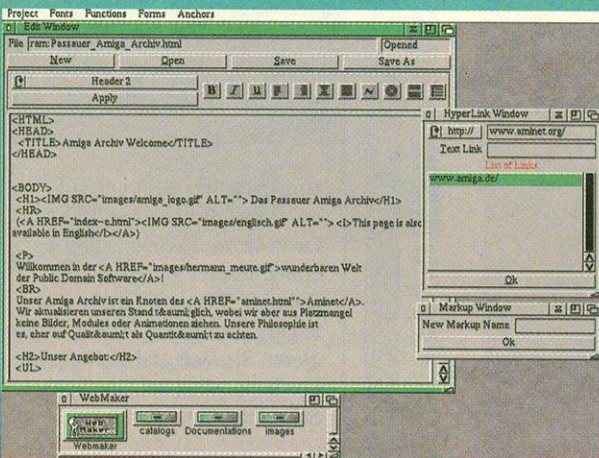 Project Fonts Functions Forms Anchors
Edit Window
File ram:Passauer_Amiga_Archiv.html Opened
New Open Save Save As
Header 2
Apply
B I U
<HTML>
<HEAD>
<TITLE>Amiga Archiv Welcome</TITLE>
</HEAD>
<BODY>
<H1><IMG SRC="images/amiga_logo.gif" ALT=""> Das Passauer Amiga Archiv</H1>
<HR>
(<A HREF="index-e.html"><IMG SRC="images/englisch.gif" ALT=""> <I>This page is also
available in English</I></A>)
<P>
Willkommen in der <A HREF="images/hermann_meute.gif">wunderbaren Welt
der Public Domain Software</A>!
<BR>
Unser Amiga Archiv ist ein Knoten des <A HREF="aminet.html">Aminet</A>.
Wir aktualisieren unseren Stand t&auml;glich, wobei wir aber aus Platzmangel
keine Bilder, Modules oder Animationen ziehen. Unsere Philosophie ist
es, eher auf Qualit&auml;t als Quantit&auml;t zu achten.
<H2>Unser Angebot:</H2>
<UL>
HyperLink Window
http:// www.aminet.org/
Text Link
List of Links
www.amiga.de/
Ok
Markup Window
New Markup Name
Ok
WebMaker
Web Maker
Webmaker catalogs Documentations images